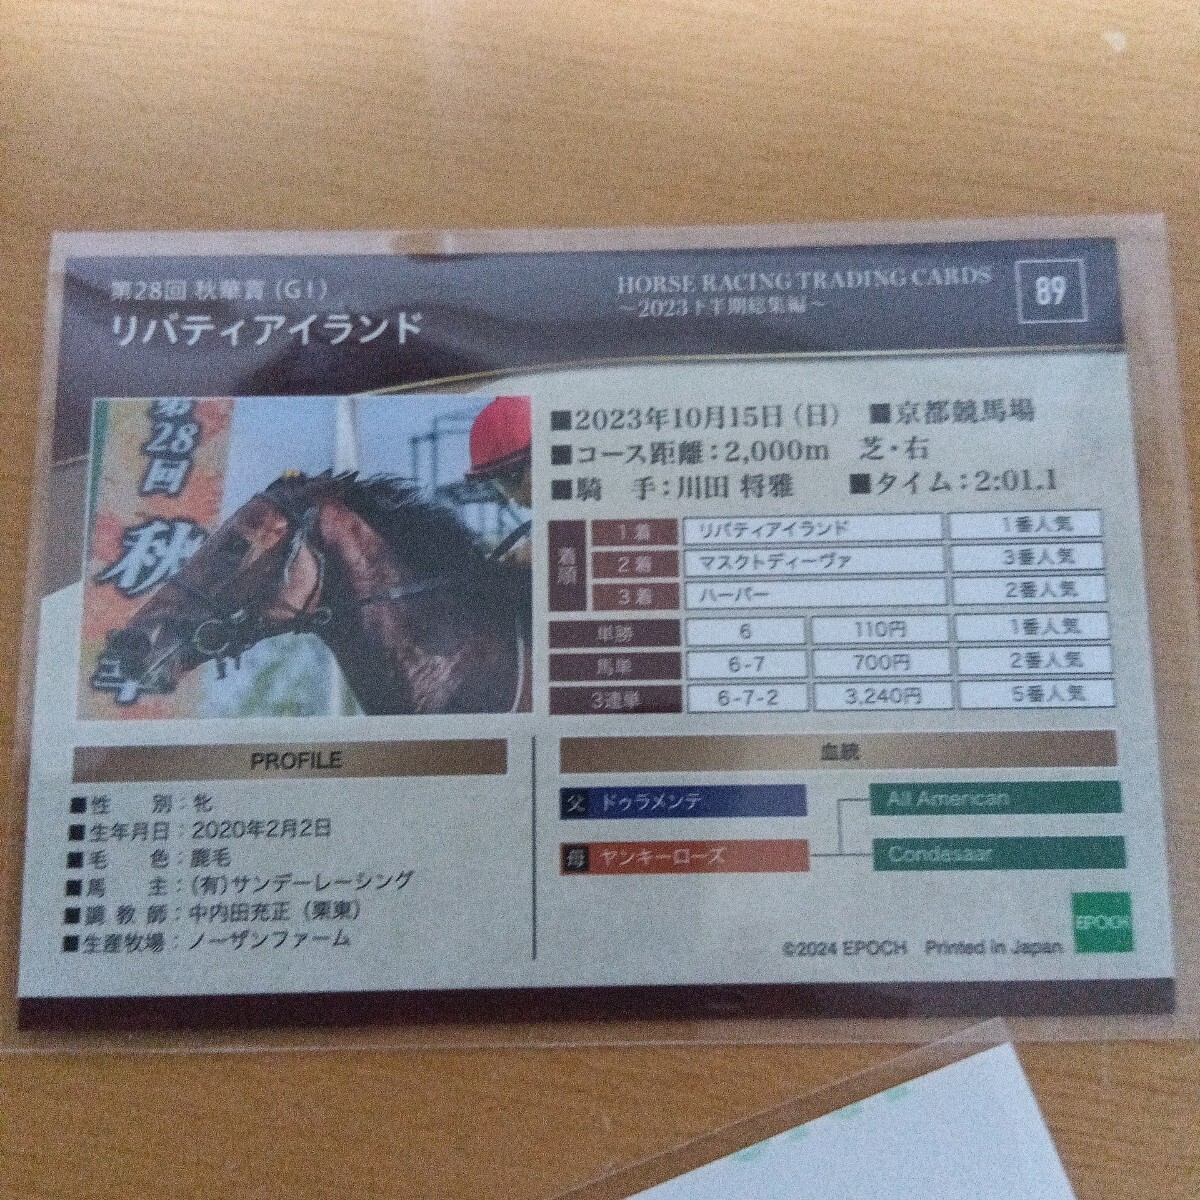 第28回 秋華賞（GⅠ）
リバティアイランド
HORSE RACING TRADING CARDS
～2023下半期総集編～
89
第28回 秋華
■2023年10月15日（日） ■京都競馬場
■コース距離：2,000m 芝・右
■騎 手：川田 将雅 ■タイム：2:01.1
着順
1着 リバティアイランド 1番人気
2着 マスクトディーヴァ 3番人気
3着 ハーパー 2番人気
単勝 6 110円 1番人気
馬単 6-7 700円 2番人気
3連単 6-7-2 3,240円 5番人気
PROFILE
■性 別：牝
■生年月日：2020年2月2日
■毛 色：鹿毛
■馬 主：（有）サンデーレーシング
■調 教 師：中内田充正（栗東）
■生産牧場：ノーザンファーム
血統
父 ドゥラメンテ
All American
母 ヤンキーローズ
Condesaar
©2024 EPOCH Printed in Japan
EPOCH